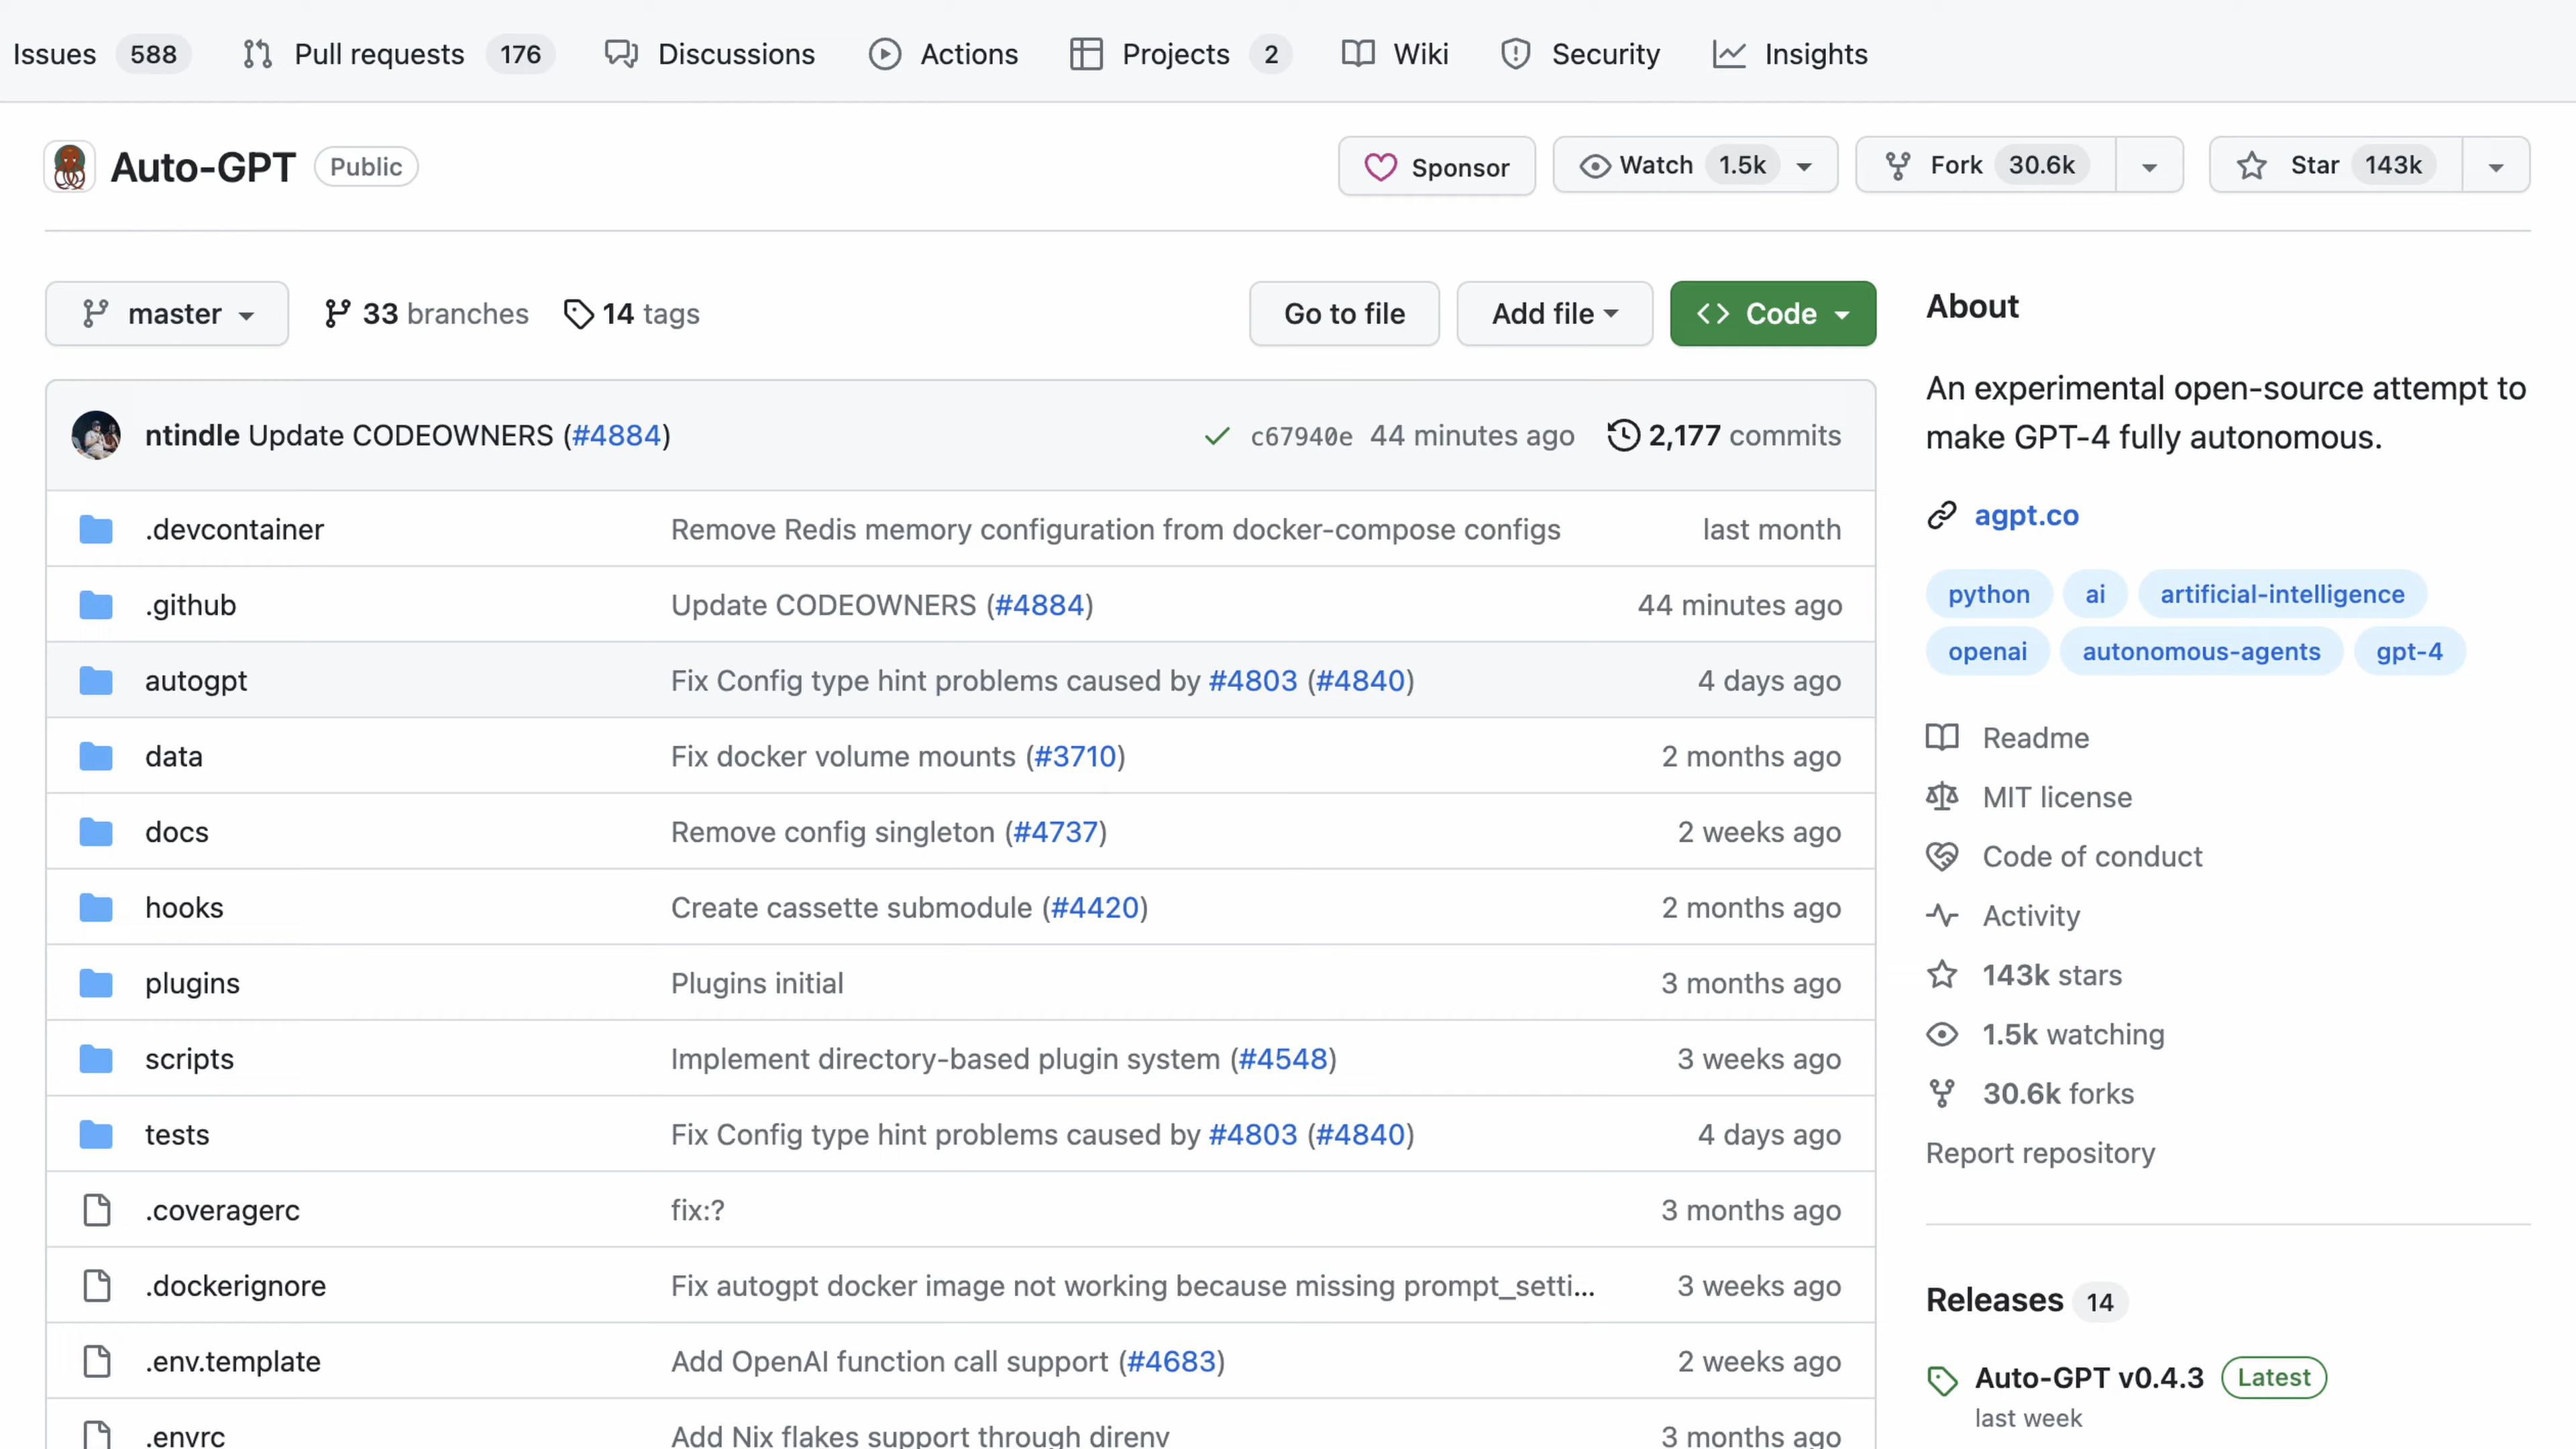 Issues 588 Pull requests 176 Discussions Actions Projects 2 Wiki Security Insights
Auto-GPT Public Sponsor Watch 1.5k Fork 30.6k Star 143k
master 33 branches 14 tags Go to file Add file Code
ntindle Update CODEOWNERS (#4884) c67940e 44 minutes ago 2,177 commits
.devcontainer Remove Redis memory configuration from docker-compose configs last month
.github Update CODEOWNERS (#4884) 44 minutes ago
autogpt Fix Config type hint problems caused by #4803 (#4840) 4 days ago
data Fix docker volume mounts (#3710) 2 months ago
docs Remove config singleton (#4737) 2 weeks ago
hooks Create cassette submodule (#4420) 2 months ago
plugins Plugins initial 3 months ago
scripts Implement directory-based plugin system (#4548) 3 weeks ago
tests Fix Config type hint problems caused by #4803 (#4840) 4 days ago
.coveragerc fix:? 3 months ago
.dockerignore Fix autogpt docker image not working because missing prompt_setti... 3 weeks ago
.env.template Add OpenAI function call support (#4683) 2 weeks ago
.envrc Add Nix flakes support through direnv 3 months ago
About
An experimental open-source attempt to
make GPT-4 fully autonomous.
agpt.co
python ai artificial-intelligence
openai autonomous-agents gpt-4
Readme
MIT license
Code of conduct
Activity
143k stars
1.5k watching
30.6k forks
Report repository
Releases 14
Auto-GPT v0.4.3 Latest
last week